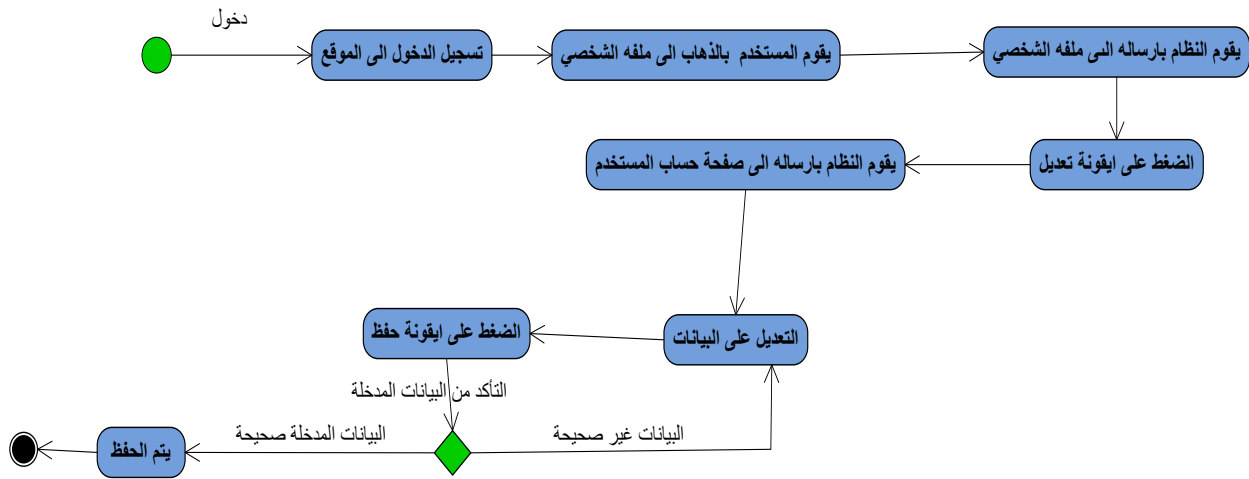 دخول
تسجيل الدخول الى الموقع
يقوم المستخدم بالذهاب الى ملفه الشخصي
يقوم النظام بارساله الىى ملفه الشخصي
الضغط على ايقونة تعديل
يقوم النظام بارساله الى صفحة حساب المستخدم
التعديل على البيانات
الضغط على ايقونة حفظ
التأكد من البيانات المدخلة
البيانات غير صحيحة
البيانات المدخلة صحيحة
يتم الحفظ